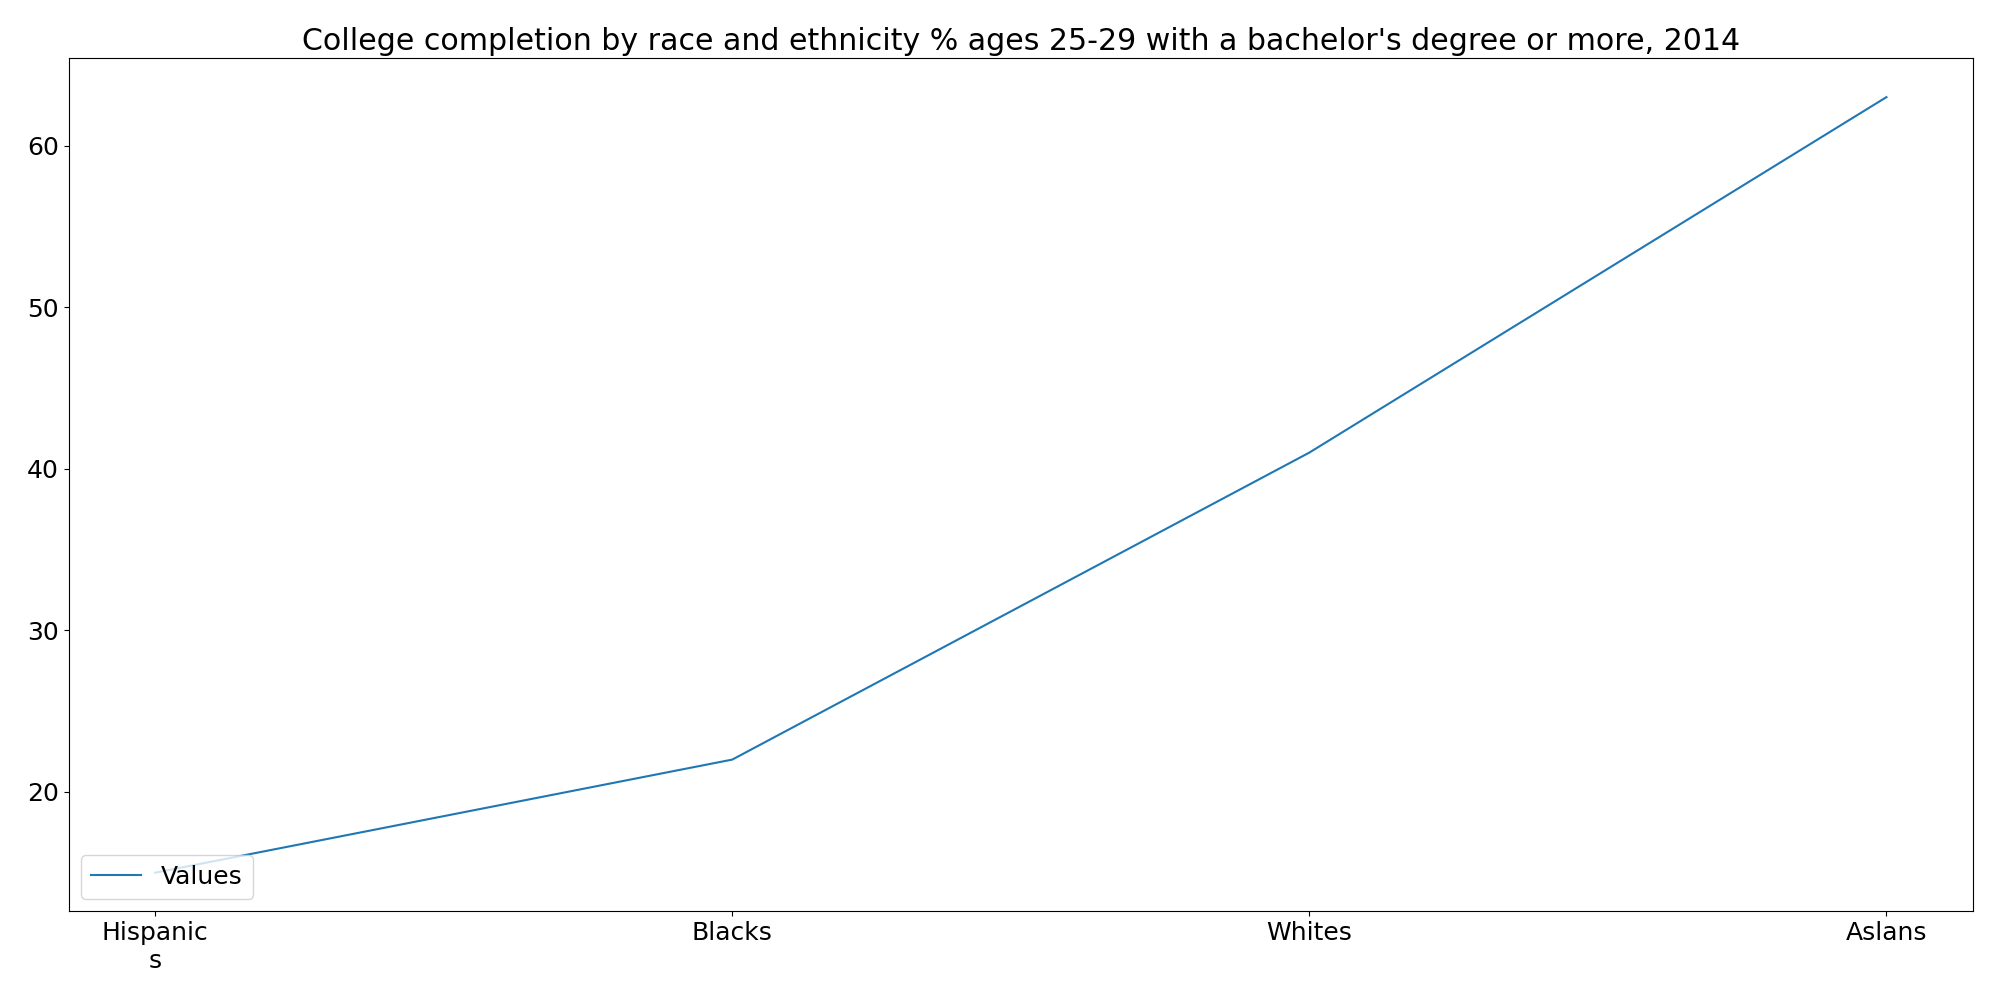 College completion by race and ethnicity % ages 25-29 with a bachelor's degree or more, 2014
60
50
40
30
20
Values
Hispanic
s
Blacks
Whites
Aslans